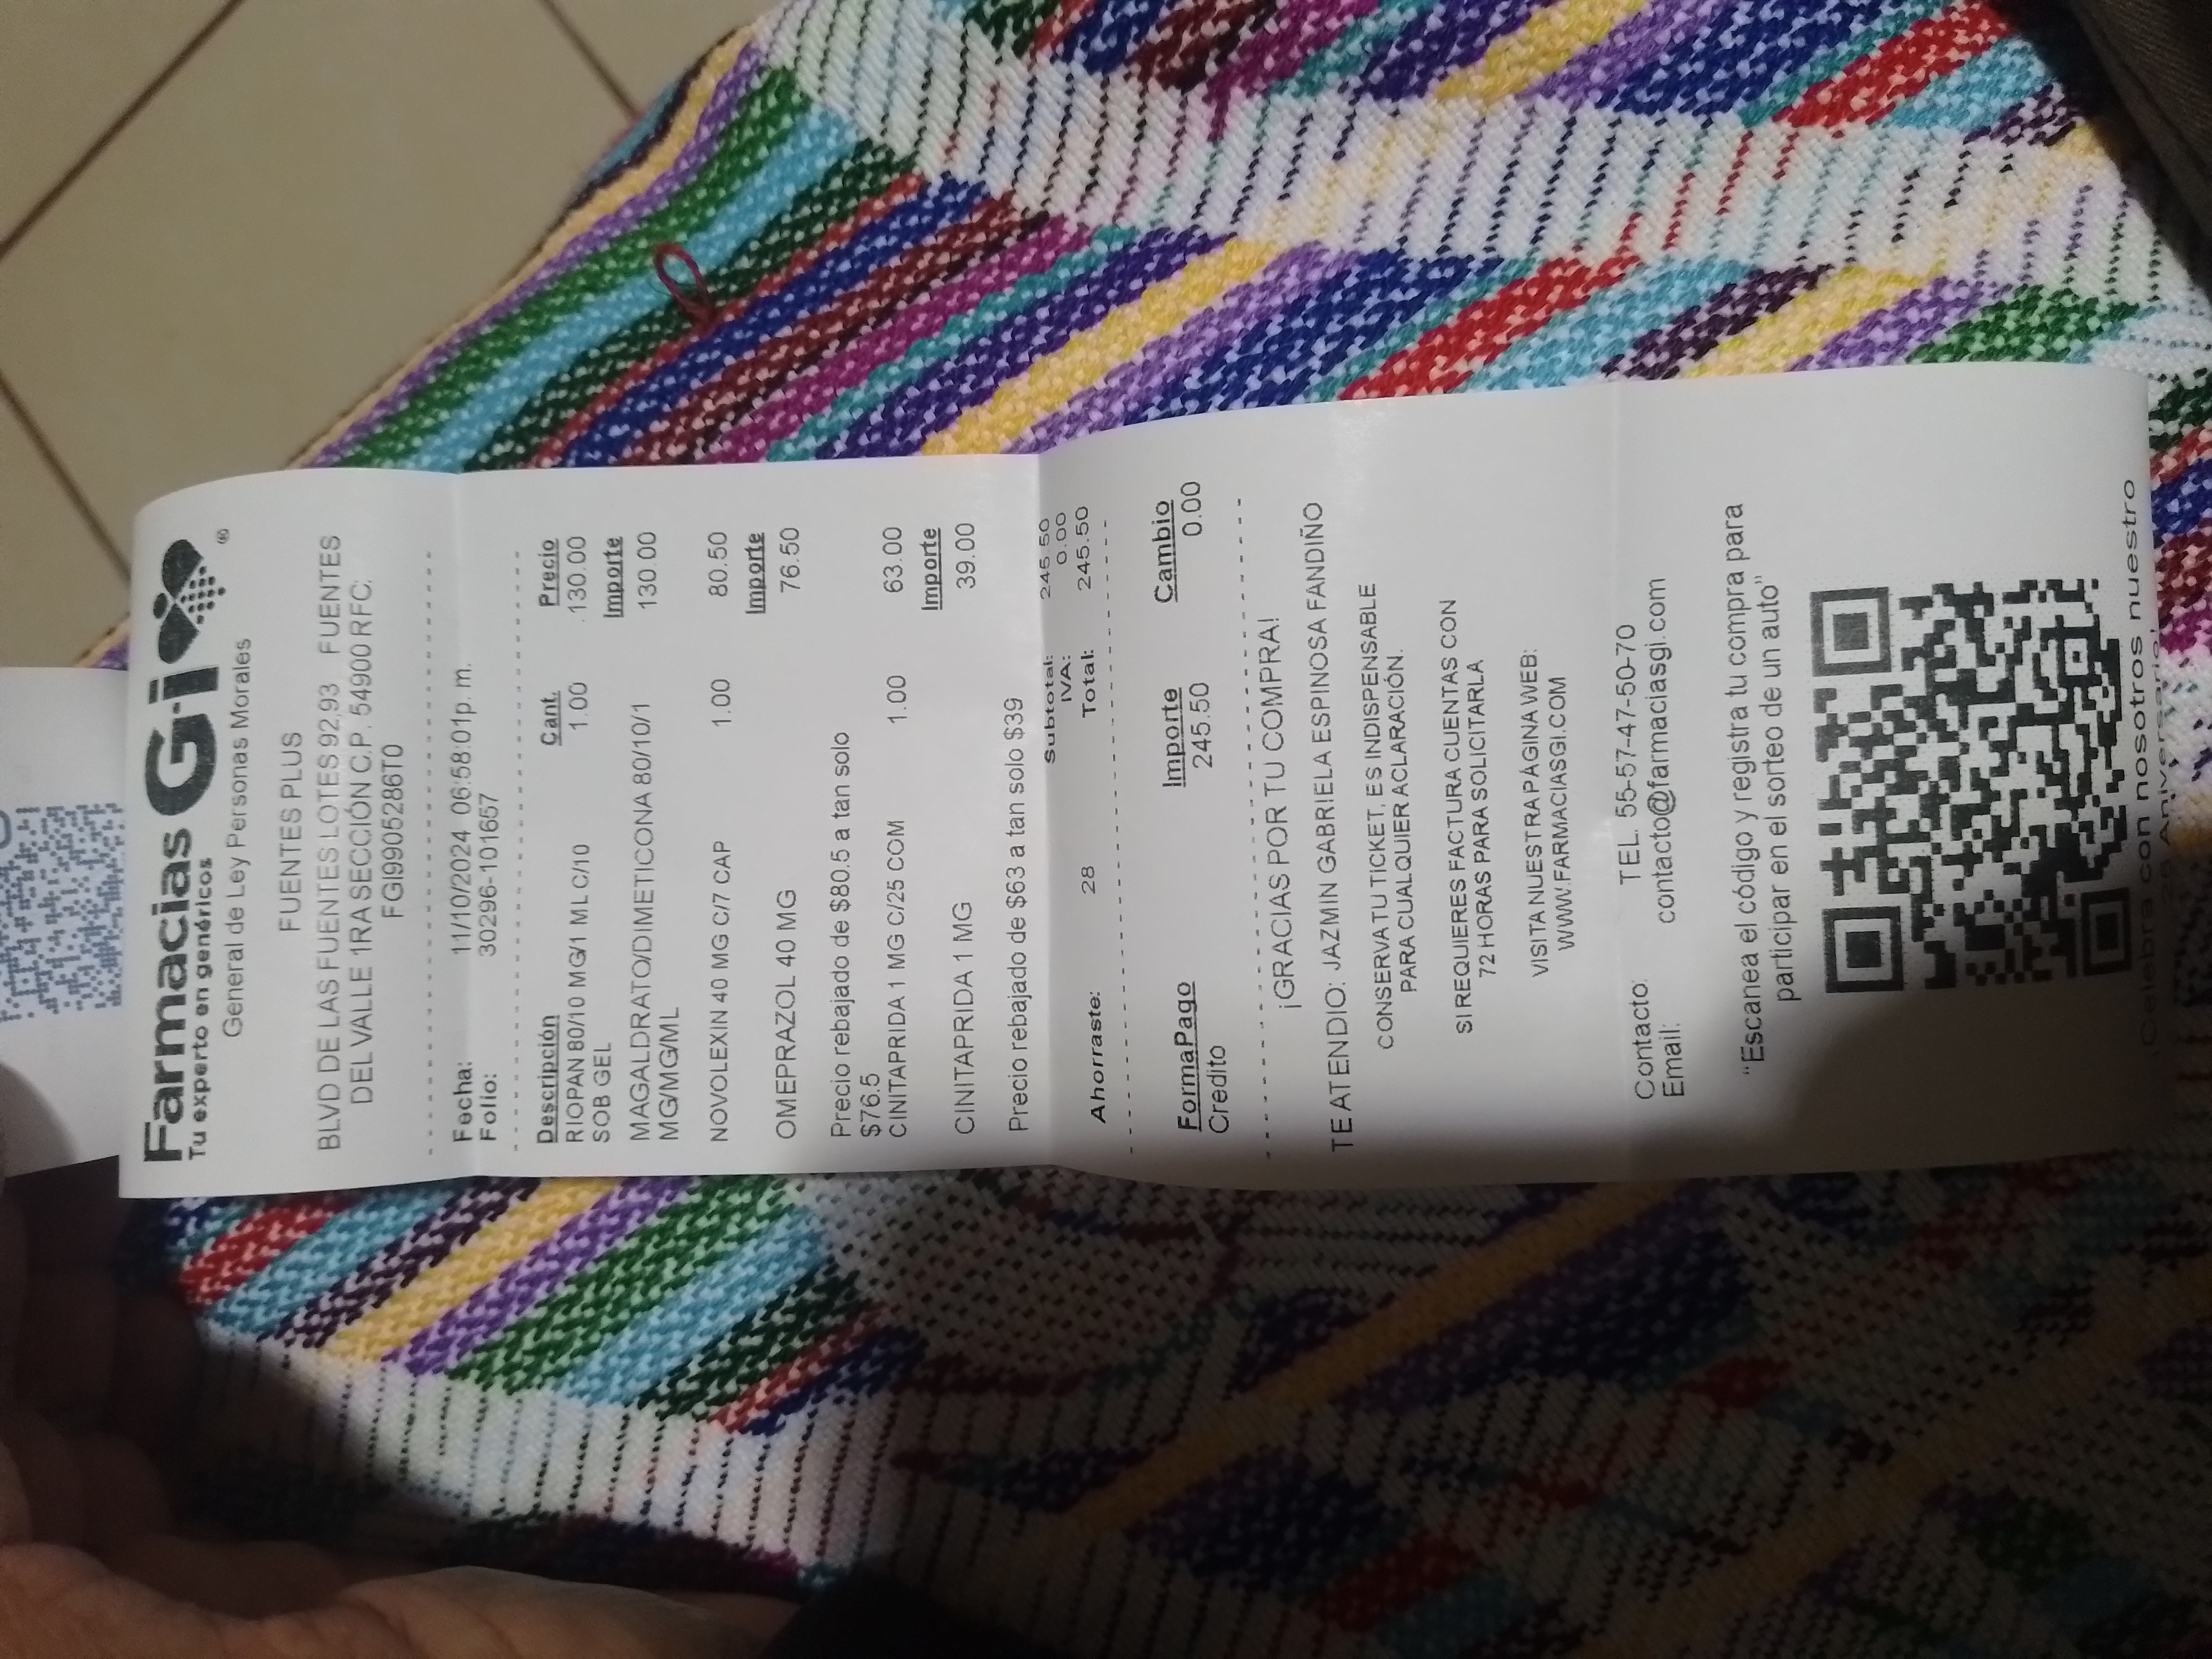 Farmacias Gi
®
Tu experto en genéricos
General de Ley Personas Morales
FUENTES PLUS
BLVD DE LAS FUENTES LOTES 92,93 FUENTES
DEL VALLE 1RA SECCIÓN C.P. 54900 RFC:
FGI9905286T0
Fecha: 11/10/2024 06:58:01p. m.
Folio: 30296-101657
Descripción Cant. Precio
RIOPAN 80/10 MG/1 ML C/10 1.00 130.00
SOB GEL Importe
MAGALDRATO/DIMETICONA 80/10/1 130.00
MG/MG/ML
NOVOLEXIN 40 MG C/7 CAP 1.00 80.50
Importe
OMEPRAZOL 40 MG 76.50
Precio rebajado de $80.5 a tan solo
$76.5
CINITAPRIDA 1 MG C/25 COM 1.00 63.00
Importe
CINITAPRIDA 1 MG 39.00
Precio rebajado de $63 a tan solo $39
Subtotal: 245.50
IVA: 0.00
Ahorraste: 28 Total: 245.50
FormaPago Importe Cambio
Credito 245.50 0.00
¡GRACIAS POR TU COMPRA!
TE ATENDIO: JAZMIN GABRIELA ESPINOSA FANDIÑO
CONSERVA TU TICKET, ES INDISPENSABLE
PARA CUALQUIER ACLARACIÓN.
SI REQUIERES FACTURA CUENTAS CON
72 HORAS PARA SOLICITARLA
VISITA NUESTRA PÁGINA WEB:
WWW.FARMACIASGI.COM
Contacto: TEL. 55-57-47-50-70
Email: contacto@farmaciasgi.com
"Escanea el código y registra tu compra para
participar en el sorteo de un auto"
¡Celebra con nosotros nuestro
Aniversario!